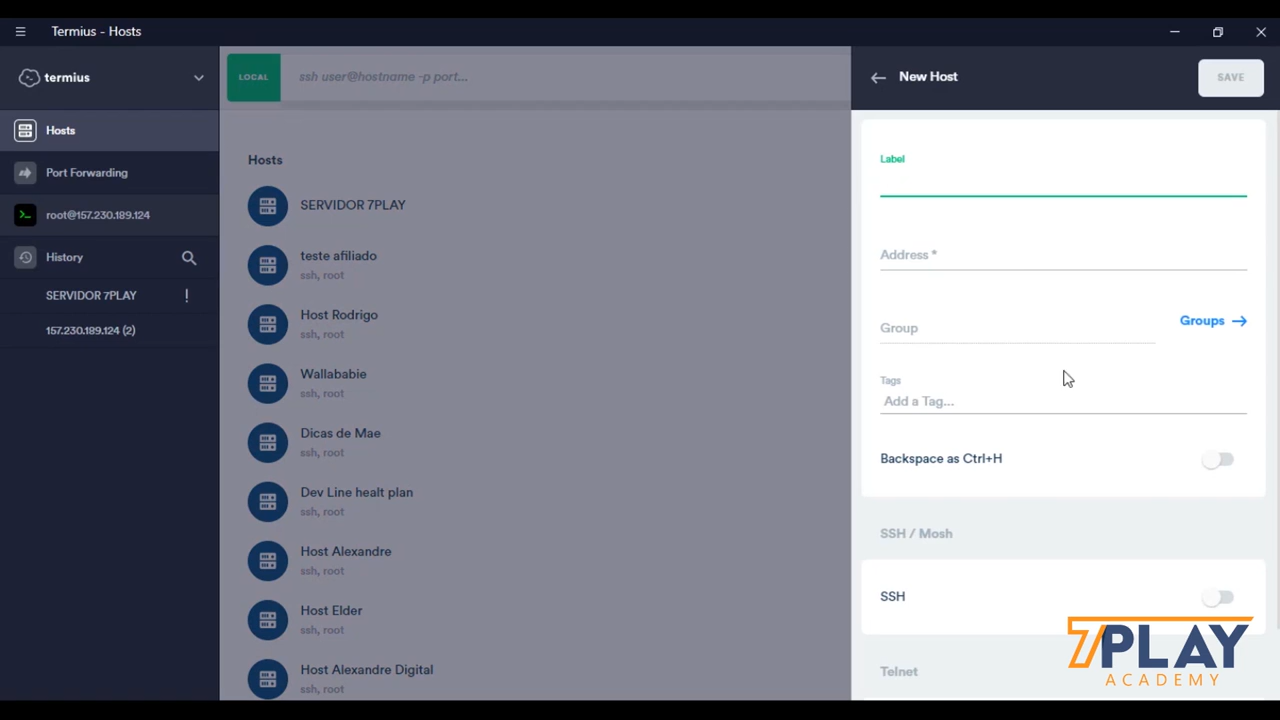 Termius - Hosts
termius
Hosts
Port Forwarding
root@157.230.189.124
History
SERVIDOR 7PLAY
!
157.230.189.124 (2)
LOCAL
ssh user@hostname -p port...
Hosts
SERVIDOR 7PLAY
teste afiliado
ssh, root
Host Rodrigo
ssh, root
Wallababie
ssh, root
Dicas de Mae
ssh, root
Dev Line healt plan
ssh, root
Host Alexandre
ssh, root
Host Elder
ssh, root
Host Alexandre Digital
ssh, root
New Host
SAVE
Label
Address *
Group
Groups →
Tags
Add a Tag...
Backspace as Ctrl+H
SSH / Mosh
SSH
Telnet
7PLAY
ACADEMY